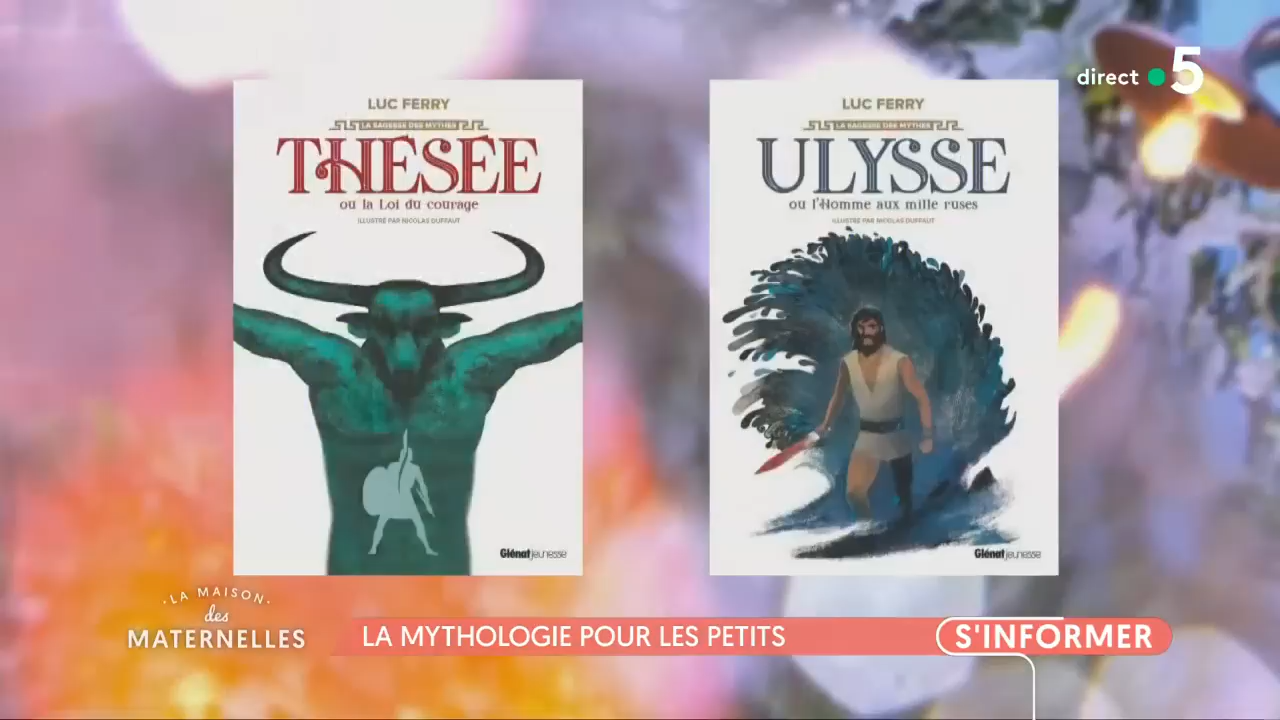 direct 5
LUC FERRY
LA SAGESSE DES MYTHES
THÉSÉE
ou la Loi du courage
ILLUSTRÉ PAR NICOLAS DUFFAUT
Glénat jeunesse
LUC FERRY
LA SAGESSE DES MYTHES
ULYSSE
ou l'Homme aux mille ruses
ILLUSTRÉ PAR NICOLAS DUFFAUT
Glénat jeunesse
·LA MAISON·
des
MATERNELLES
LA MYTHOLOGIE POUR LES PETITS
S'INFORMER